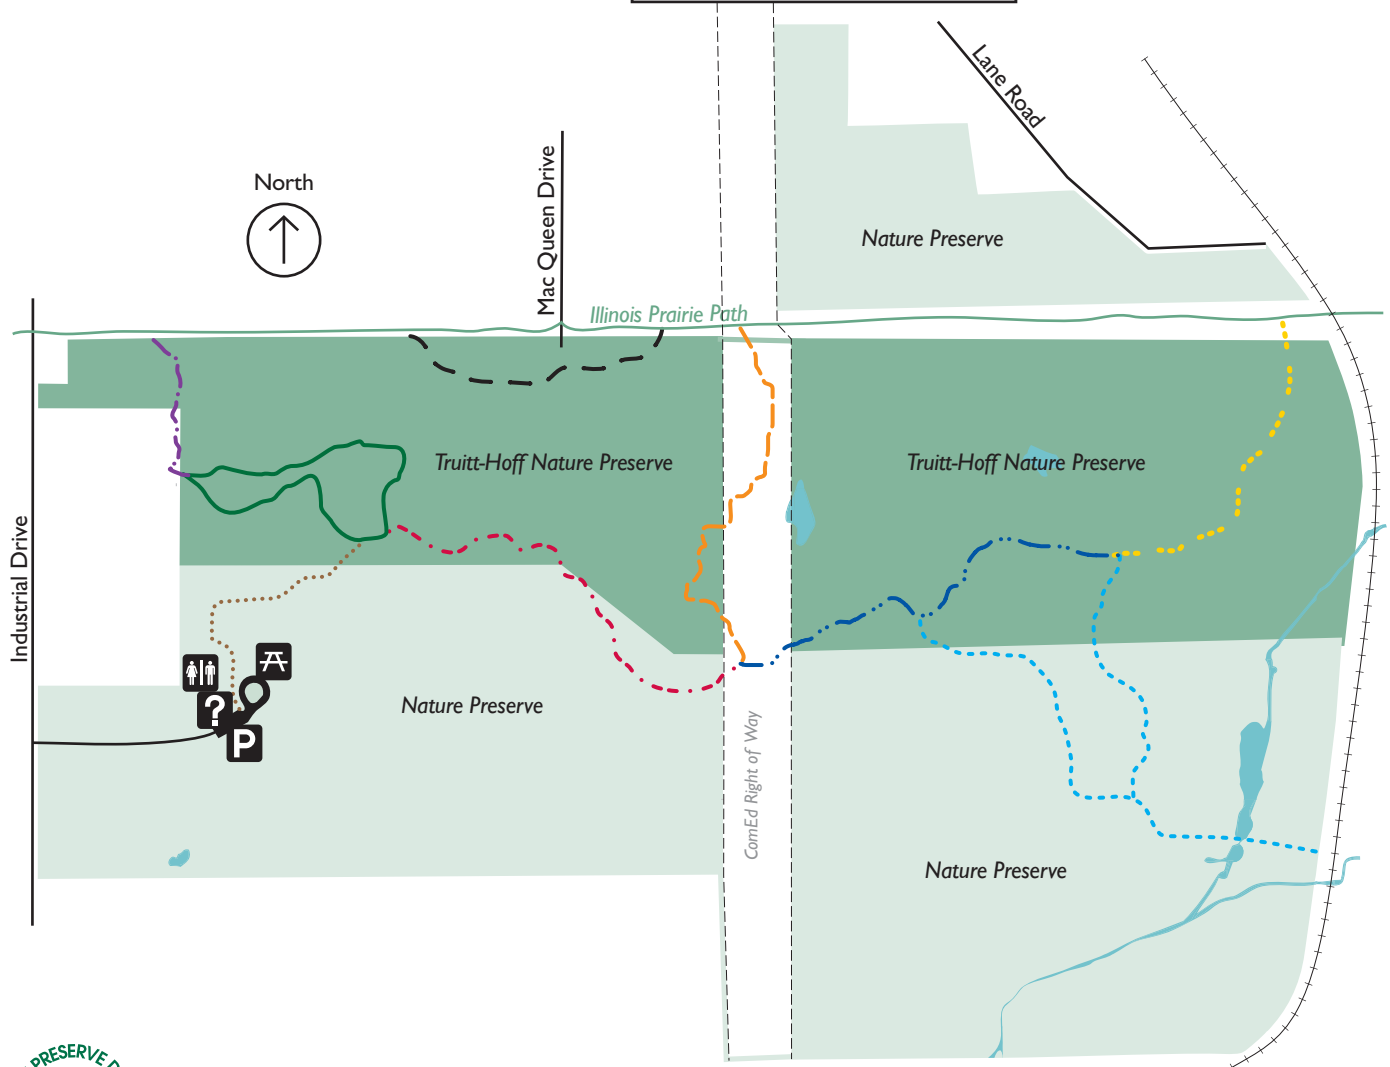 Lane Road
North
Mac Queen Drive
Nature Preserve
Illinois Prairie Path
Truitt-Hoff Nature Preserve
Truitt-Hoff Nature Preserve
Industrial Drive
?
P
Nature Preserve
ComEd Right of Way
Nature Preserve
PRESERVE